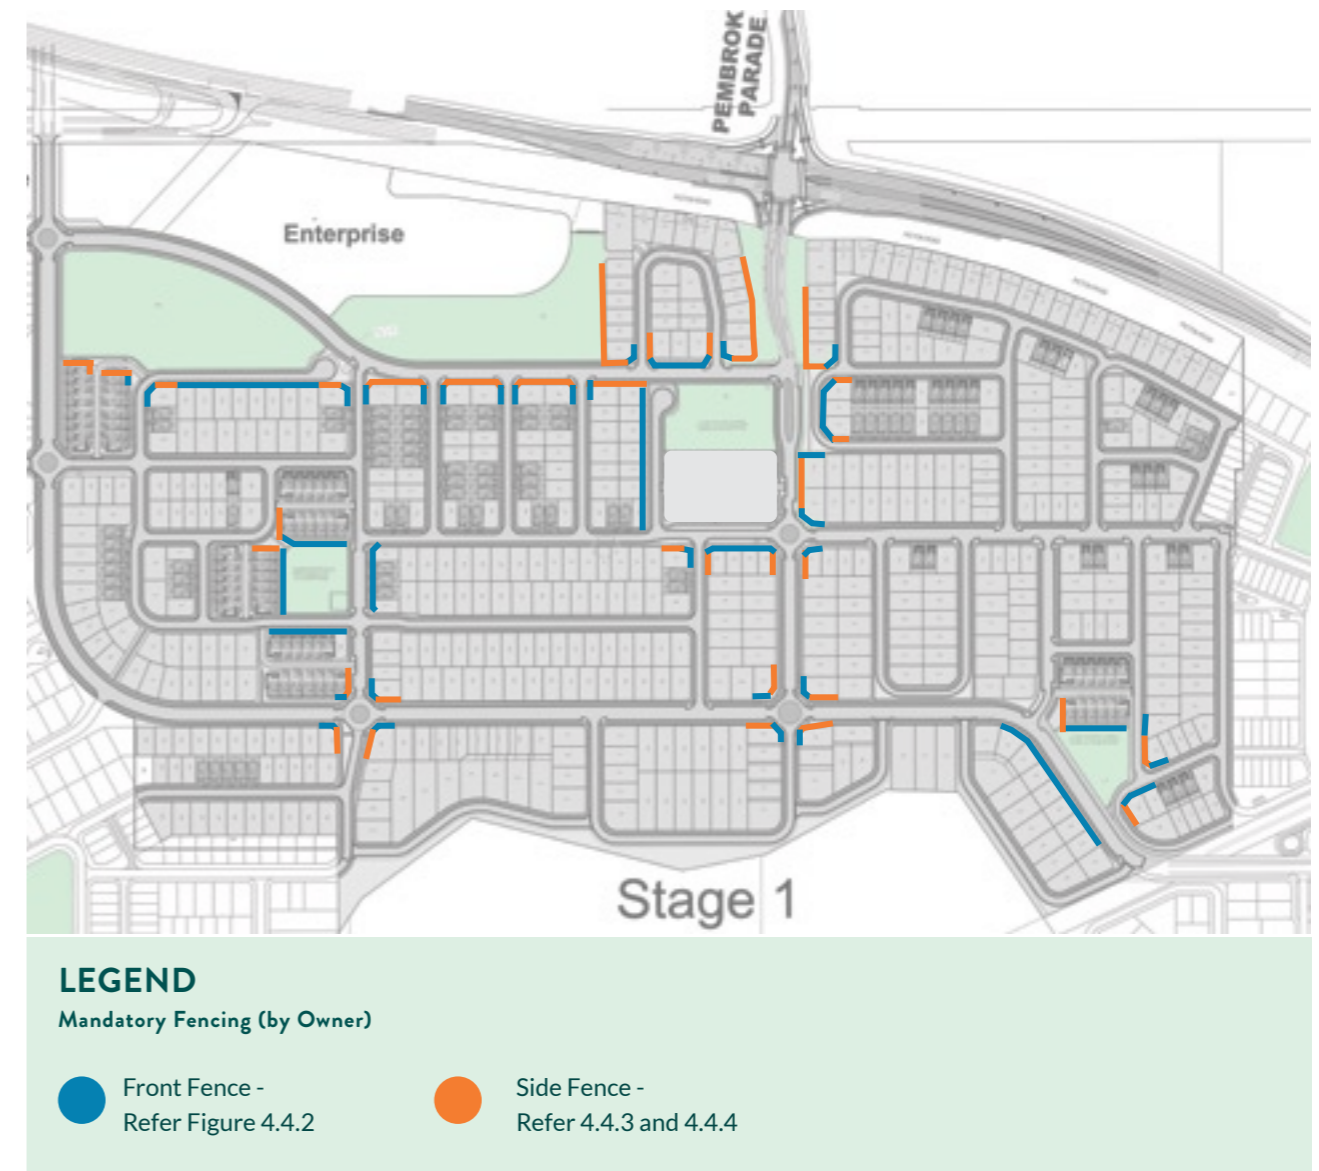 PEMBROK
PARADE
Enterprise
Stage 1
LEGEND
Mandatory Fencing (by Owner)
Front Fence -
Refer Figure 4.4.2
Side Fence -
Refer 4.4.3 and 4.4.4